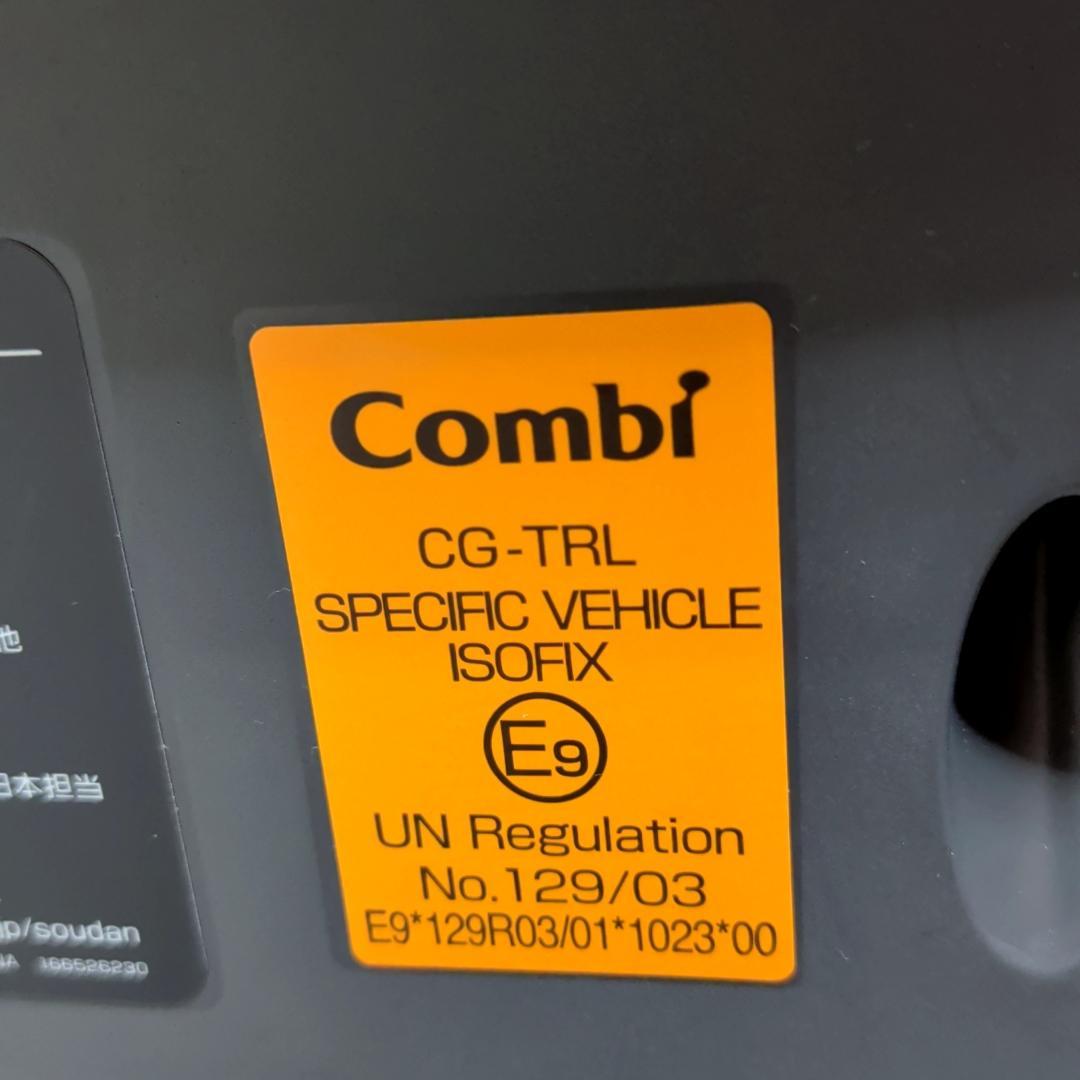 Combi
CG-TRL
SPECIFIC VEHICLE
ISOFIX
E9
UN Regulation
No.129/03
E9*129R03/01*1023*00
池
日本担当
jp/soudan
166526230